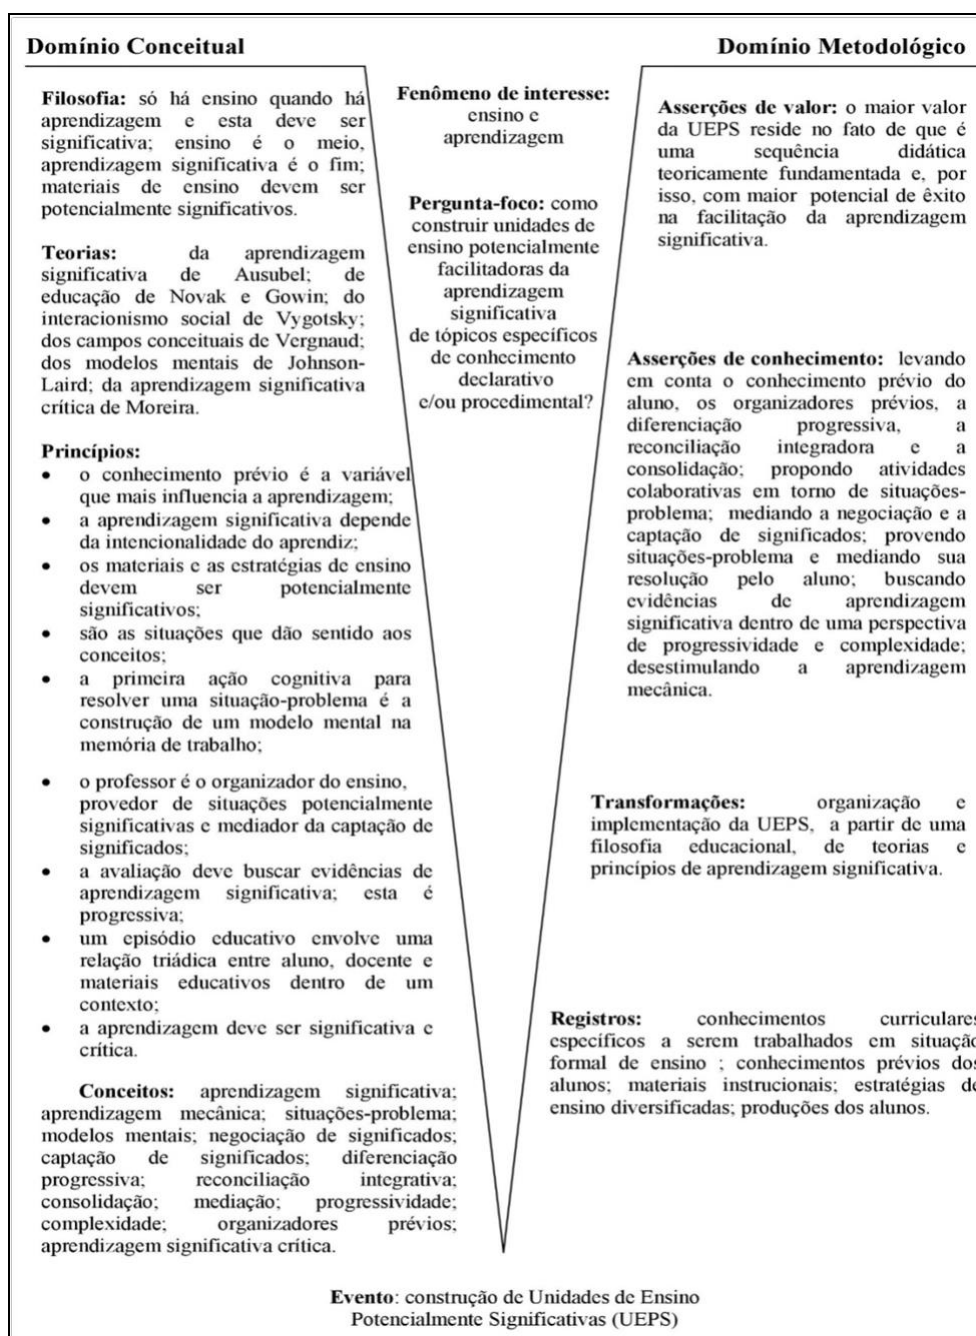 Domínio Conceitual
Domínio Metodológico
Filosofia: só há ensino quando há
aprendizagem e esta deve ser
significativa; ensino é o meio,
aprendizagem significativa é o fim;
materiais de ensino devem ser
potencialmente significativos.
Teorias: da aprendizagem
significativa de Ausubel; de
educação de Novak e Gowin; do
interacionismo social de Vygotsky;
dos campos conceituais de Vergnaud;
dos modelos mentais de Johnson-
Laird; da aprendizagem significativa
crítica de Moreira.
Princípios:
• o conhecimento prévio é a variável
que mais influencia a aprendizagem;
• a aprendizagem significativa depende
da intencionalidade do aprendiz;
• os materiais e as estratégias de ensino
devem ser potencialmente
significativos;
• são as situações que dão sentido aos
conceitos;
• a primeira ação cognitiva para
resolver uma situação-problema é a
construção de um modelo mental na
memória de trabalho;
• o professor é o organizador do ensino,
provedor de situações potencialmente
significativas e mediador da captação de
significados;
• a avaliação deve buscar evidências de
aprendizagem significativa; esta é
progressiva;
• um episódio educativo envolve uma
relação triádica entre aluno, docente e
materiais educativos dentro de um
contexto;
• a aprendizagem deve ser significativa e
crítica.
Conceitos: aprendizagem significativa;
aprendizagem mecânica; situações-problema;
modelos mentais; negociação de significados;
captação de significados; diferenciação
progressiva; reconciliação integrativa;
consolidação; mediação; progressividade;
complexidade; organizadores prévios;
aprendizagem significativa crítica.
Fenômeno de interesse:
ensino e
aprendizagem
Pergunta-foco: como
construir unidades de
ensino potencialmente
facilitadoras da
aprendizagem
significativa
de tópicos específicos
de conhecimento
declarativo
e/ou procedimental?
Asserções de valor: o maior valor
da UEPS reside no fato de que é
uma sequência didática
teoricamente fundamentada e, por
isso, com maior potencial de êxito
na facilitação da aprendizagem
significativa.
Asserções de conhecimento: levando
em conta o conhecimento prévio do
aluno, os organizadores prévios, a
diferenciação progressiva, a
reconciliação integradora e a
consolidação; propondo atividades
colaborativas em torno de situações-
problema; mediando a negociação e a
captação de significados; provendo
situações-problema e mediando sua
resolução pelo aluno; buscando
evidências de aprendizagem
significativa dentro de uma perspectiva
de progressividade e complexidade;
desestimulando a aprendizagem
mecânica.
Transformações: organização e
implementação da UEPS, a partir de uma
filosofia educacional, de teorias e
princípios de aprendizagem significativa.
Registros: conhecimentos curriculares
específicos a serem trabalhados em situação
formal de ensino ; conhecimentos prévios dos
alunos; materiais instrucionais; estratégias de
ensino diversificadas; produções dos alunos.
Evento: construção de Unidades de Ensino
Potencialmente Significativas (UEPS)